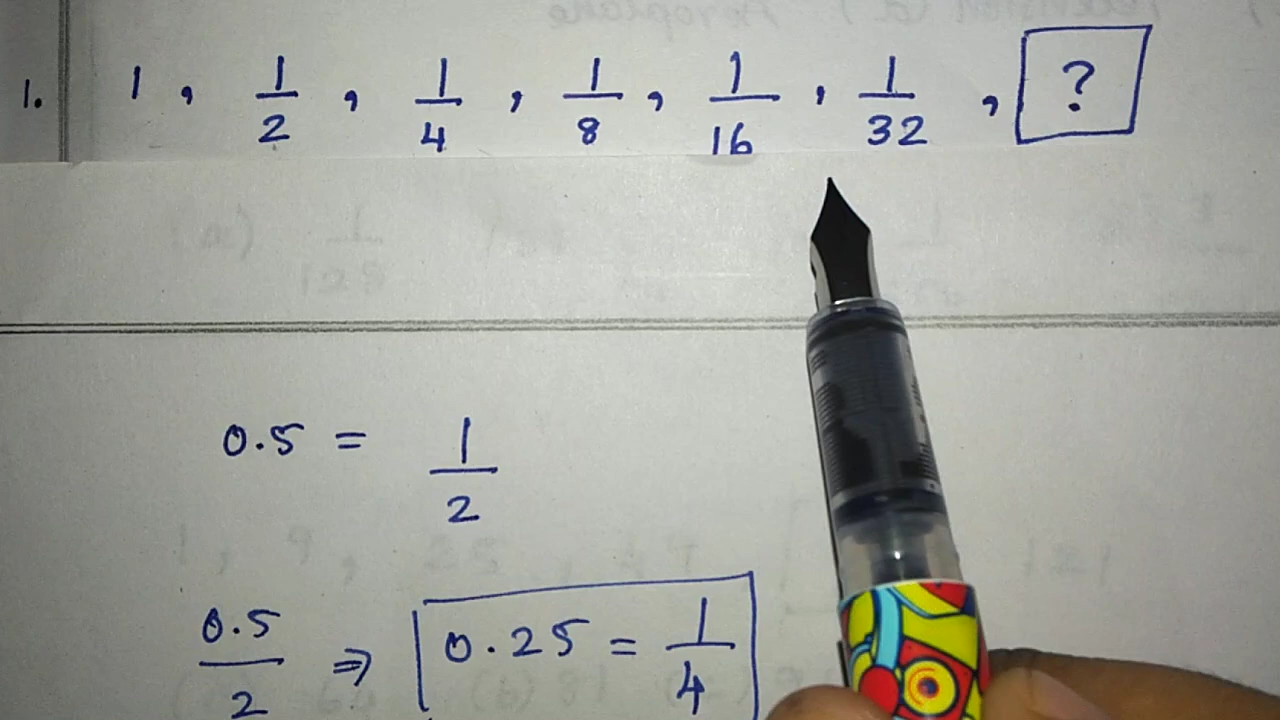 1. 1 , 1/2 , 1/4 , 1/8 , 1/16 , 1/32 , ?
0.5 = 1/2
0.5/2 ⇒ 0.25 = 1/4